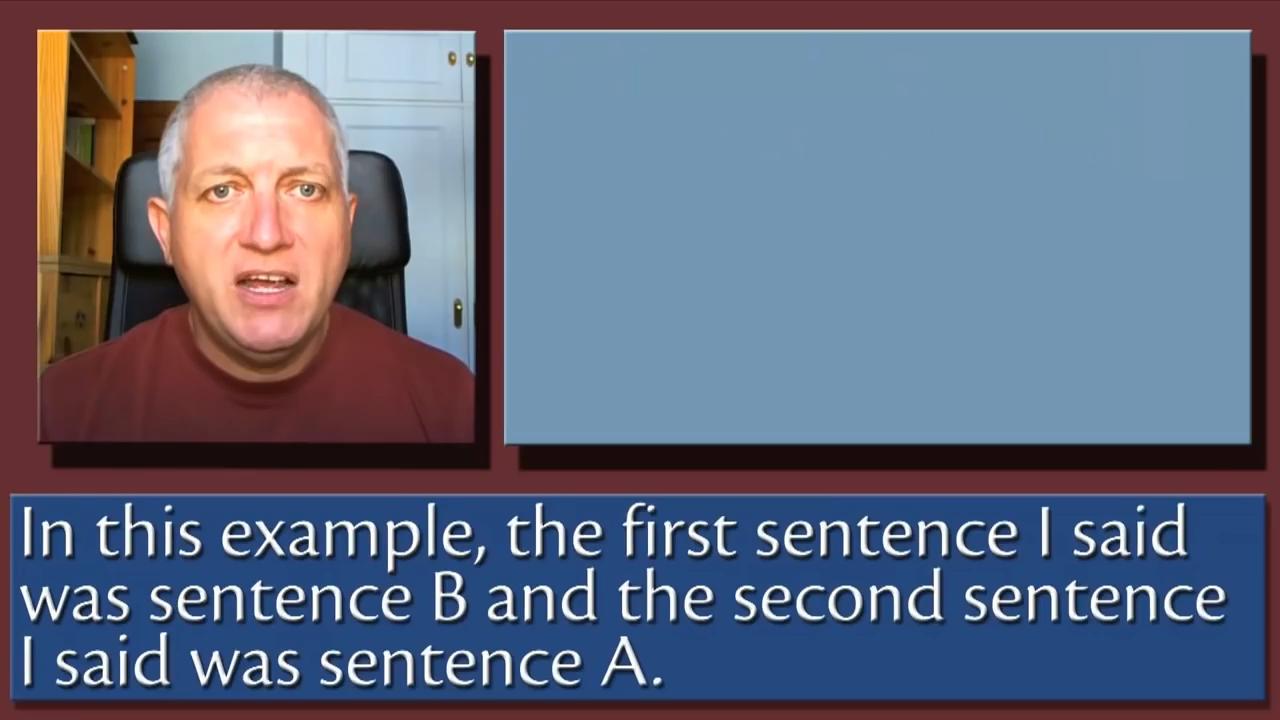 In this example, the first sentence I said
was sentence B and the second sentence
I said was sentence A.